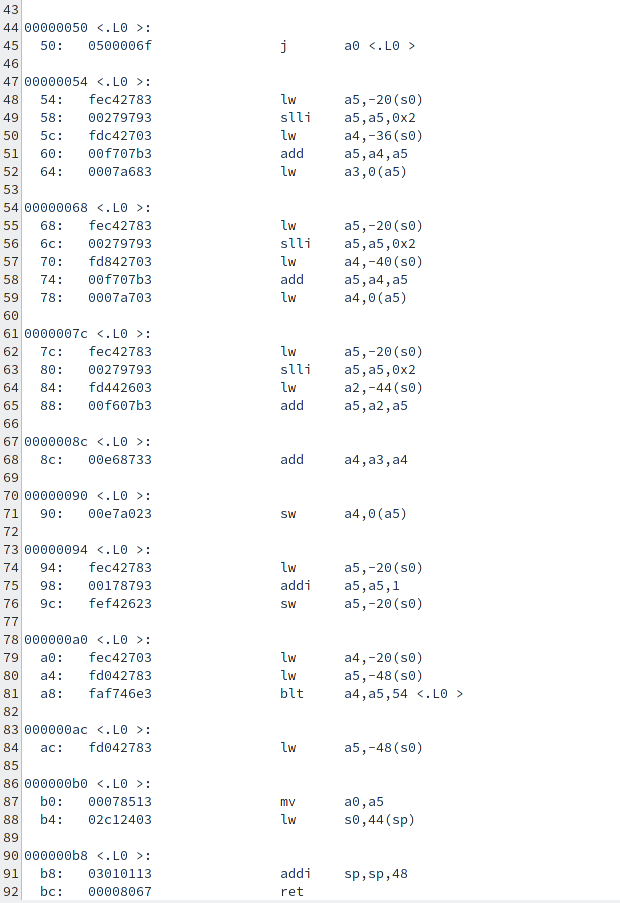 43
44 00000050 <.L0 >:
45   50:   0500006f                j       a0 <.L0 >
46
47 00000054 <.L0 >:
48   54:   fec42783                lw      a5,-20(s0)
49   58:   00279793                slli    a5,a5,0x2
50   5c:   fdc42703                lw      a4,-36(s0)
51   60:   00f707b3                add     a5,a4,a5
52   64:   0007a683                lw      a3,0(a5)
53
54 00000068 <.L0 >:
55   68:   fec42783                lw      a5,-20(s0)
56   6c:   00279793                slli    a5,a5,0x2
57   70:   fd842703                lw      a4,-40(s0)
58   74:   00f707b3                add     a5,a4,a5
59   78:   0007a703                lw      a4,0(a5)
60
61 0000007c <.L0 >:
62   7c:   fec42783                lw      a5,-20(s0)
63   80:   00279793                slli    a5,a5,0x2
64   84:   fd442603                lw      a2,-44(s0)
65   88:   00f607b3                add     a5,a2,a5
66
67 0000008c <.L0 >:
68   8c:   00e68733                add     a4,a3,a4
69
70 00000090 <.L0 >:
71   90:   00e7a023                sw      a4,0(a5)
72
73 00000094 <.L0 >:
74   94:   fec42783                lw      a5,-20(s0)
75   98:   00178793                addi    a5,a5,1
76   9c:   fef42623                sw      a5,-20(s0)
77
78 000000a0 <.L0 >:
79   a0:   fec42703                lw      a4,-20(s0)
80   a4:   fd042783                lw      a5,-48(s0)
81   a8:   faf746e3                blt     a4,a5,54 <.L0 >
82
83 000000ac <.L0 >:
84   ac:   fd042783                lw      a5,-48(s0)
85
86 000000b0 <.L0 >:
87   b0:   00078513                mv      a0,a5
88   b4:   02c12403                lw      s0,44(sp)
89
90 000000b8 <.L0 >:
91   b8:   03010113                addi    sp,sp,48
92   bc:   00008067                ret